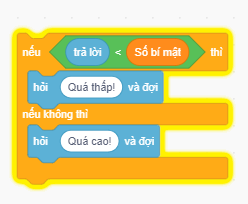 nếu trả lời < Số bí mật thì
hỏi Quá thấp! và đợi
nếu không thì
hỏi Quá cao! và đợi